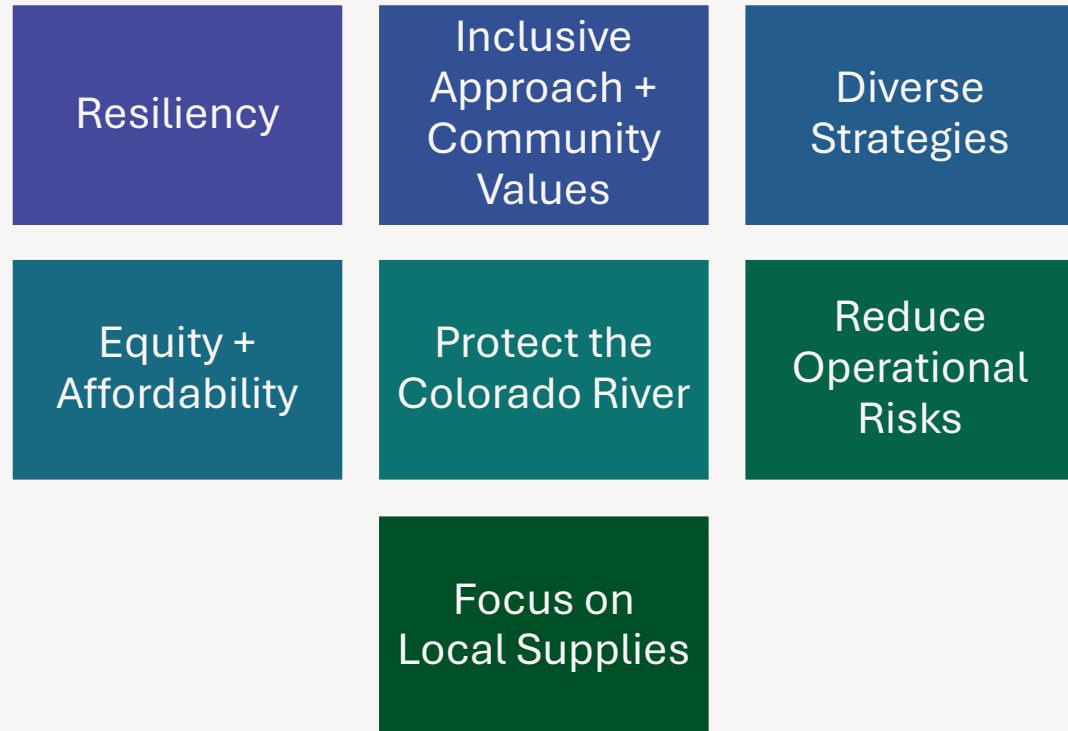 Resiliency
Inclusive
Approach +
Community
Values
Diverse
Strategies
Equity +
Affordability
Protect the
Colorado River
Reduce
Operational
Risks
Focus on
Local Supplies